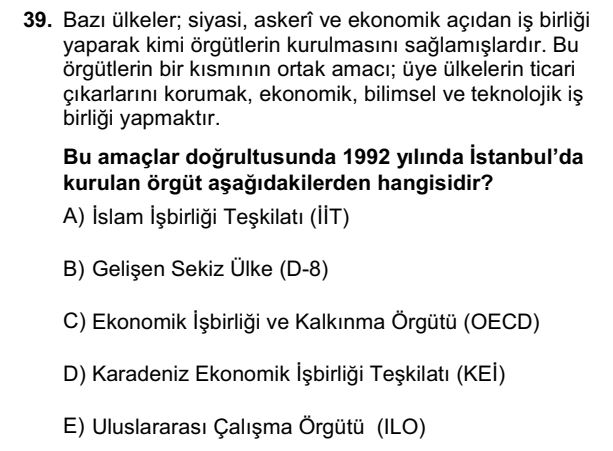 39. Bazı ülkeler; siyasi, askerî ve ekonomik açıdan iş birliği
yaparak kimi örgütlerin kurulmasını sağlamışlardır. Bu
örgütlerin bir kısmının ortak amacı; üye ülkelerin ticari
çıkarlarını korumak, ekonomik, bilimsel ve teknolojik iş
birliği yapmaktır.
Bu amaçlar doğrultusunda 1992 yılında İstanbul’da
kurulan örgüt aşağıdakilerden hangisidir?
A) İslam İşbirliği Teşkilatı (İİT)
B) Gelişen Sekiz Ülke (D-8)
C) Ekonomik İşbirliği ve Kalkınma Örgütü (OECD)
D) Karadeniz Ekonomik İşbirliği Teşkilatı (KEİ)
E) Uluslararası Çalışma Örgütü (ILO)